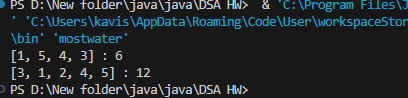 PS D:\New folder\java\java\DSA HW>  & 'C:\Program Files\J
' 'C:\Users\kavis\AppData\Roaming\Code\User\workspaceStor
\bin' 'mostwater'
[1, 5, 4, 3] : 6
[3, 1, 2, 4, 5] : 12
PS D:\New folder\java\java\DSA HW>